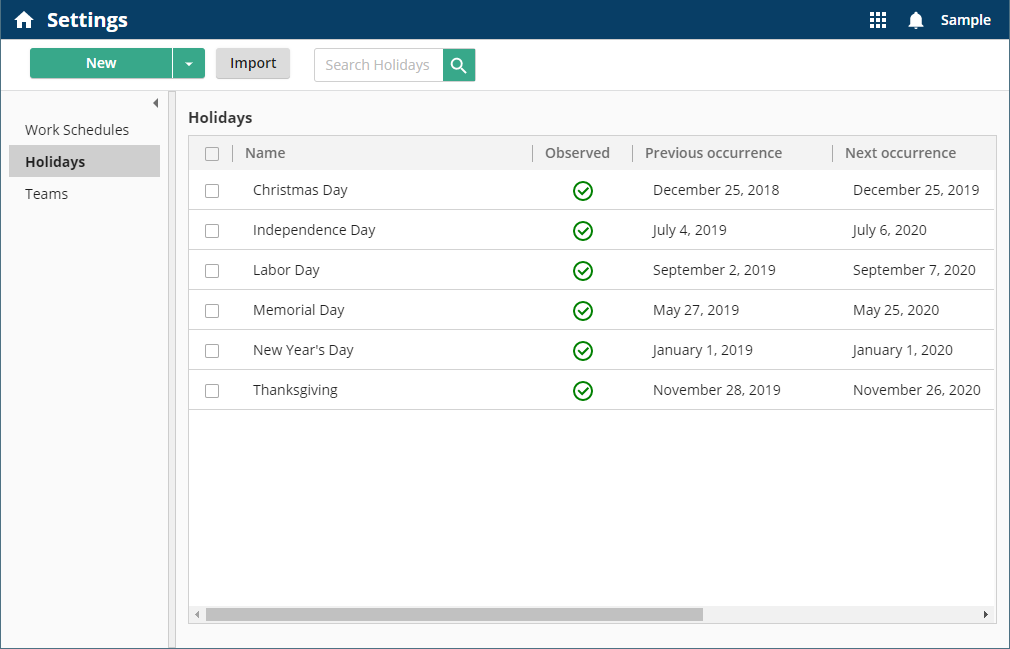 Settings Sample
New Import Search Holidays
Work Schedules
Holidays
Teams
Holidays
Name Observed Previous occurrence Next occurrence
Christmas Day December 25, 2018 December 25, 2019
Independence Day July 4, 2019 July 6, 2020
Labor Day September 2, 2019 September 7, 2020
Memorial Day May 27, 2019 May 25, 2020
New Year's Day January 1, 2019 January 1, 2020
Thanksgiving November 28, 2019 November 26, 2020